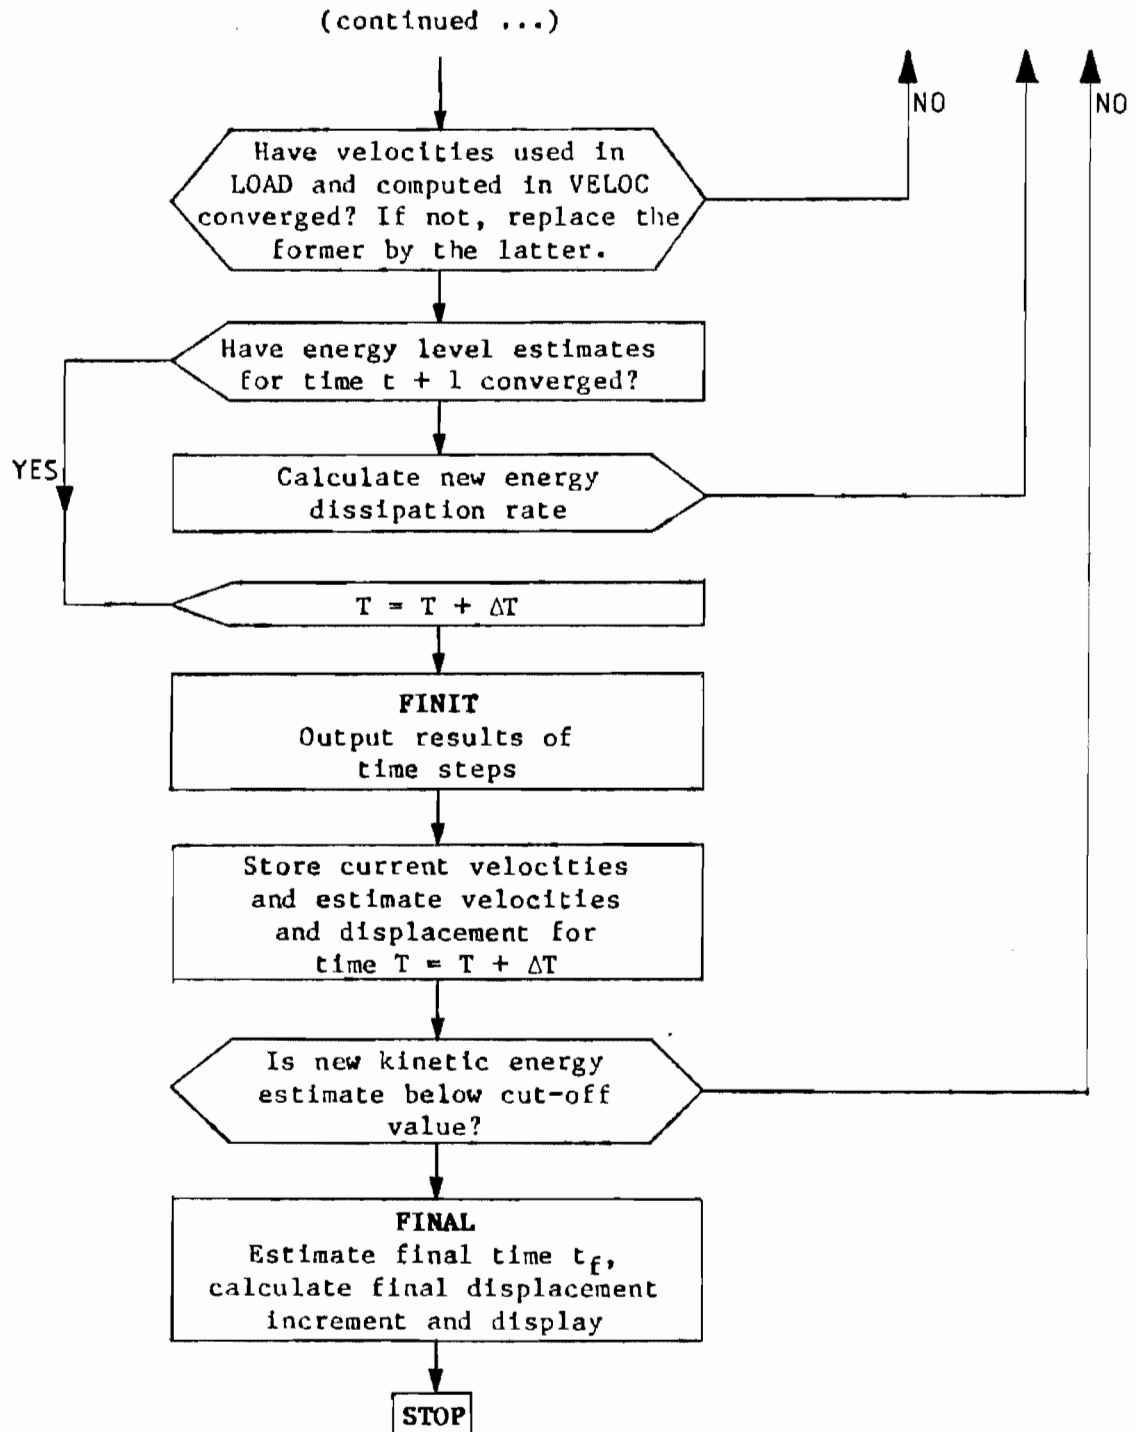 (continued ...)
NO
NO
Have velocities used in
LOAD and computed in VELOC
converged? If not, replace the
former by the latter.
Have energy level estimates
for time t + 1 converged?
YES
Calculate new energy
dissipation rate
T = T + ΔT
FINIT
Output results of
time steps
Store current velocities
and estimate velocities
and displacement for
time T = T + ΔT
Is new kinetic energy
estimate below cut-off
value?
FINAL
Estimate final time tf,
calculate final displacement
increment and display
STOP